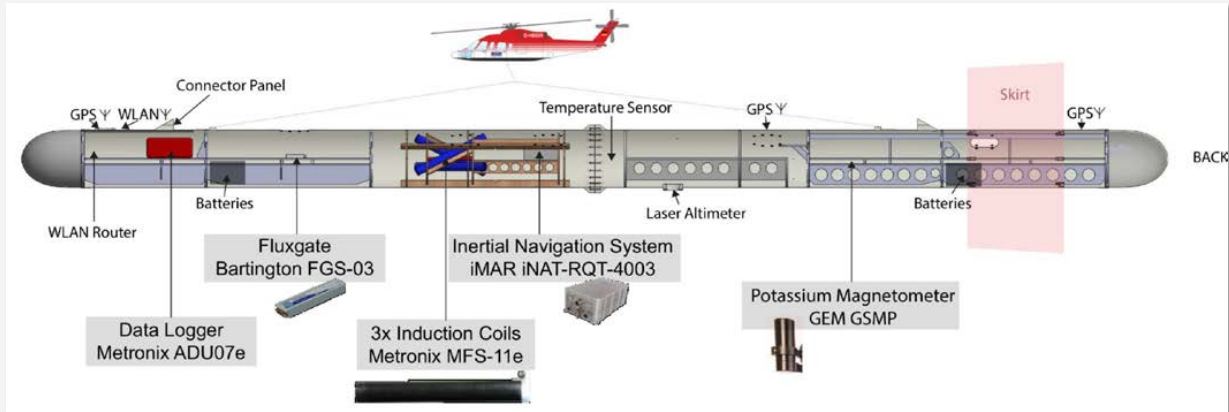 Connector Panel
GPS WLAN
Temperature Sensor
GPS
Skirt
GPS
BACK
Batteries
Laser Altimeter
Batteries
WLAN Router
Fluxgate
Bartington FGS-03
Inertial Navigation System
iMAR iNAT-RQT-4003
Potassium Magnetometer
GEM GSMP
Data Logger
Metronix ADU07e
3x Induction Coils
Metronix MFS-11e